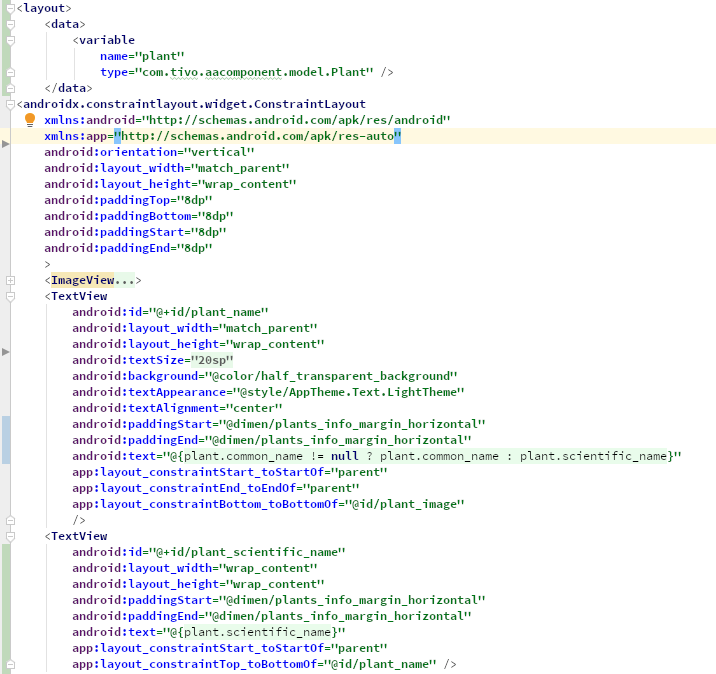 <layout>
<data>
<variable
name="plant"
type="com.tivo.aacomponent.model.Plant" />
</data>
<androidx.constraintlayout.widget.ConstraintLayout
xmlns:android="http://schemas.android.com/apk/res/android"
xmlns:app="http://schemas.android.com/apk/res-auto"
android:orientation="vertical"
android:layout_width="match_parent"
android:layout_height="wrap_content"
android:paddingTop="8dp"
android:paddingBottom="8dp"
android:paddingStart="8dp"
android:paddingEnd="8dp"
>
<ImageView...>
<TextView
android:id="@+id/plant_name"
android:layout_width="match_parent"
android:layout_height="wrap_content"
android:textSize="20sp"
android:background="@color/half_transparent_background"
android:textAppearance="@style/AppTheme.Text.LightTheme"
android:textAlignment="center"
android:paddingStart="@dimen/plants_info_margin_horizontal"
android:paddingEnd="@dimen/plants_info_margin_horizontal"
android:text="@{plant.common_name != null ? plant.common_name : plant.scientific_name}"
app:layout_constraintStart_toStartOf="parent"
app:layout_constraintEnd_toEndOf="parent"
app:layout_constraintBottom_toBottomOf="@id/plant_image"
/>
<TextView
android:id="@+id/plant_scientific_name"
android:layout_width="wrap_content"
android:layout_height="wrap_content"
android:paddingStart="@dimen/plants_info_margin_horizontal"
android:paddingEnd="@dimen/plants_info_margin_horizontal"
android:text="@{plant.scientific_name}"
app:layout_constraintStart_toStartOf="parent"
app:layout_constraintTop_toBottomOf="@id/plant_name" />